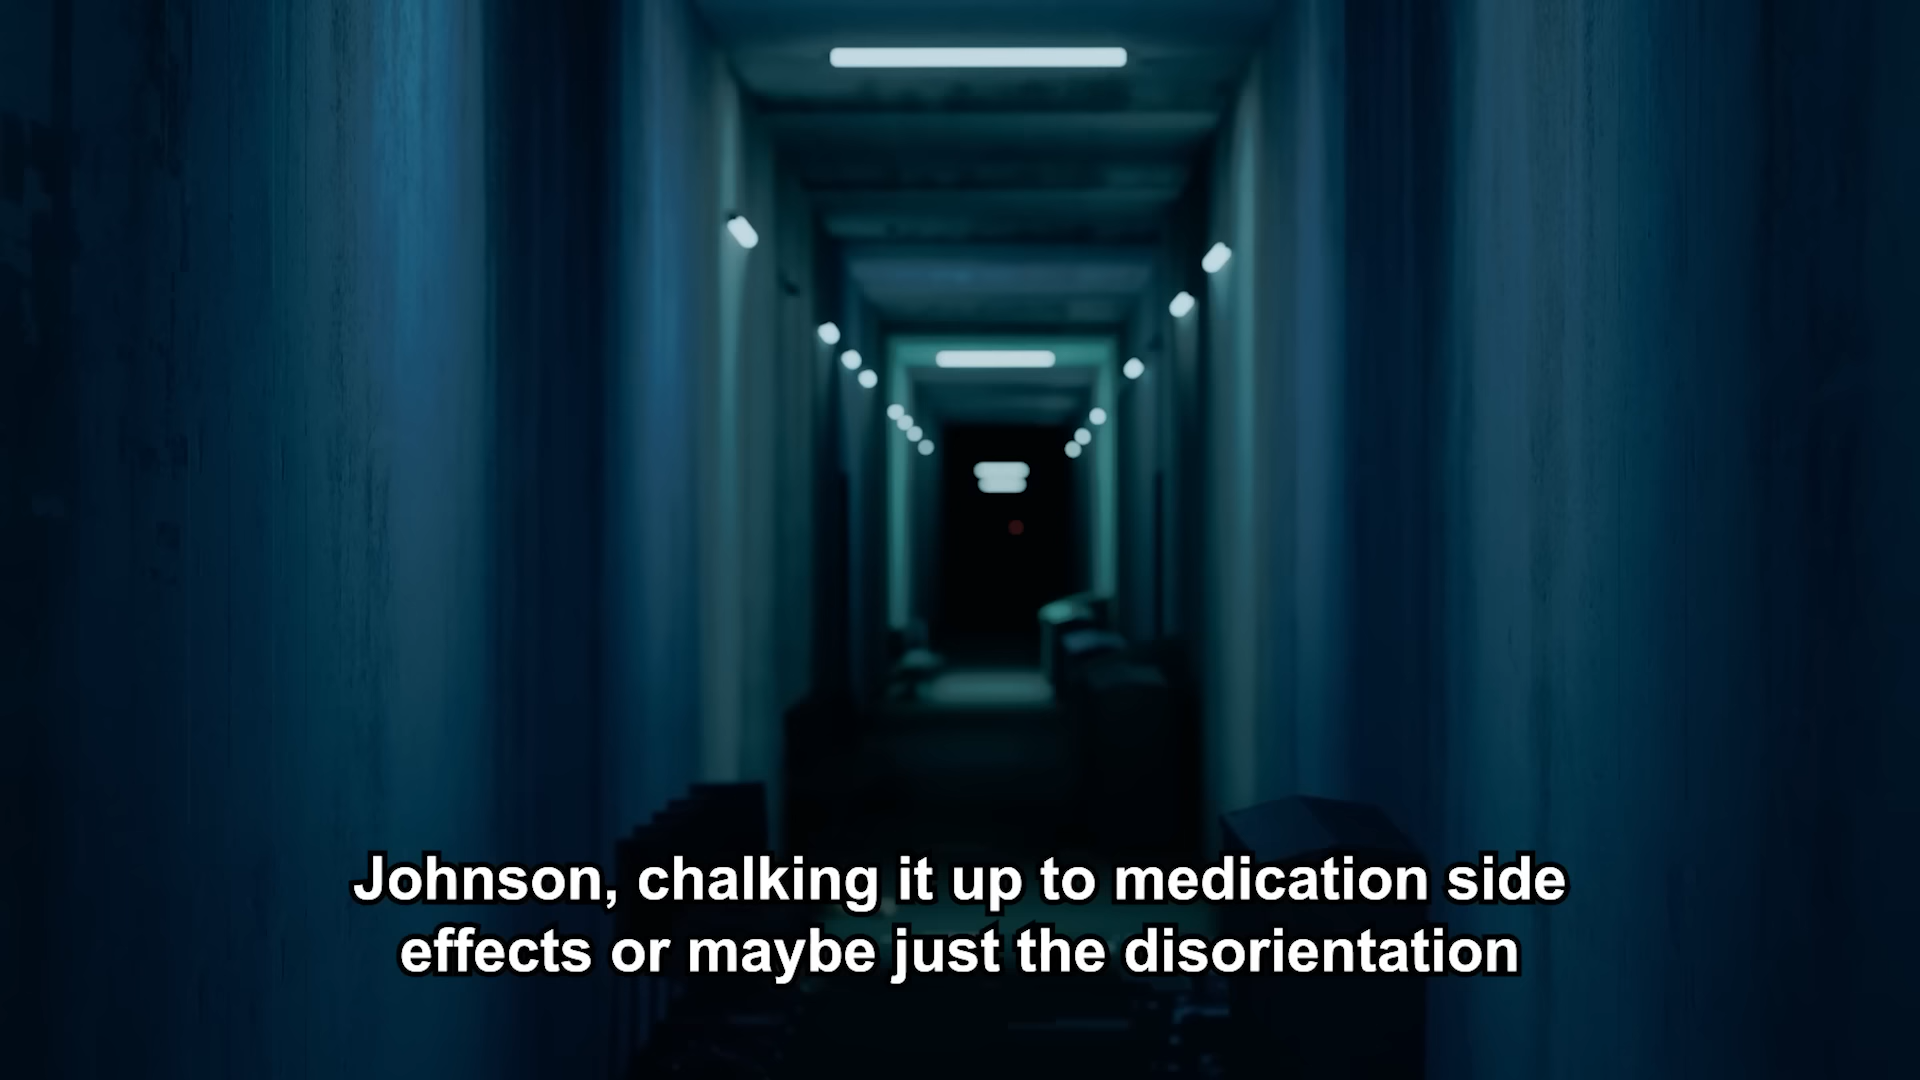 Johnson, chalking it up to medication side
effects or maybe just the disorientation